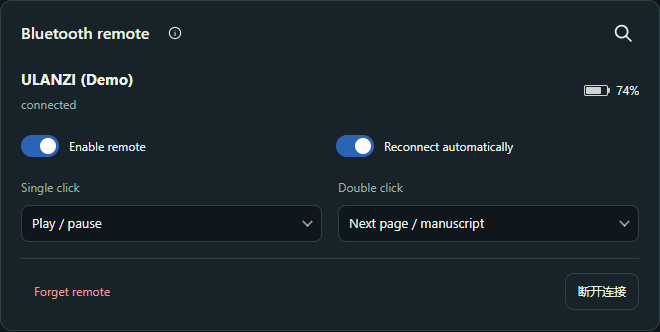 Bluetooth remote
ULANZI (Demo)
74%
connected
Enable remote
Reconnect automatically
Single click
Double click
Play / pause
Next page / manuscript
Forget remote
断开连接